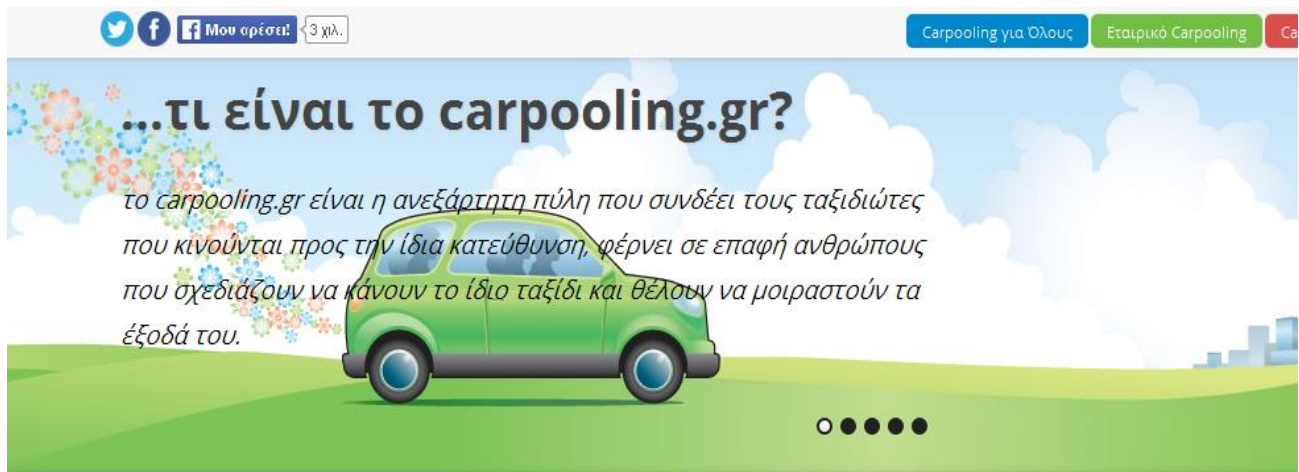 Μου αρέσει! 3 χιλ. Carpooling για Όλους Εταιρικό Carpooling Ca
...τι είναι το carpooling.gr?
το carpooling.gr είναι η ανεξάρτητη πύλη που συνδέει τους ταξιδιώτες
που κινούνται προς την ίδια κατεύθυνση, φέρνει σε επαφή ανθρώπους
που σχεδιάζουν να κάνουν το ίδιο ταξίδι και θέλουν να μοιραστούν τα
έξοδά του.